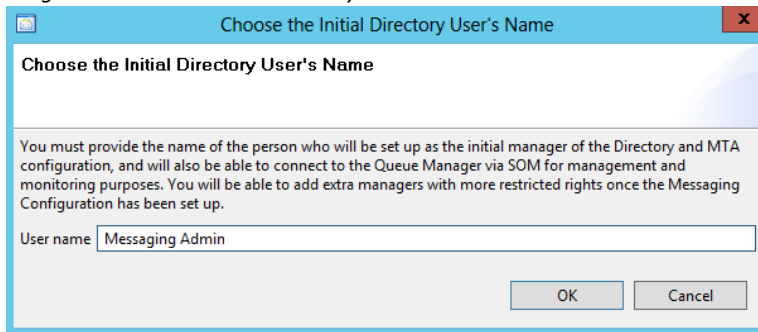 Choose the Initial Directory User's Name
x
Choose the Initial Directory User's Name
You must provide the name of the person who will be set up as the initial manager of the Directory and MTA
configuration, and will also be able to connect to the Queue Manager via SOM for management and
monitoring purposes. You will be able to add extra managers with more restricted rights once the Messaging
Configuration has been set up.
User name Messaging Admin
OK Cancel